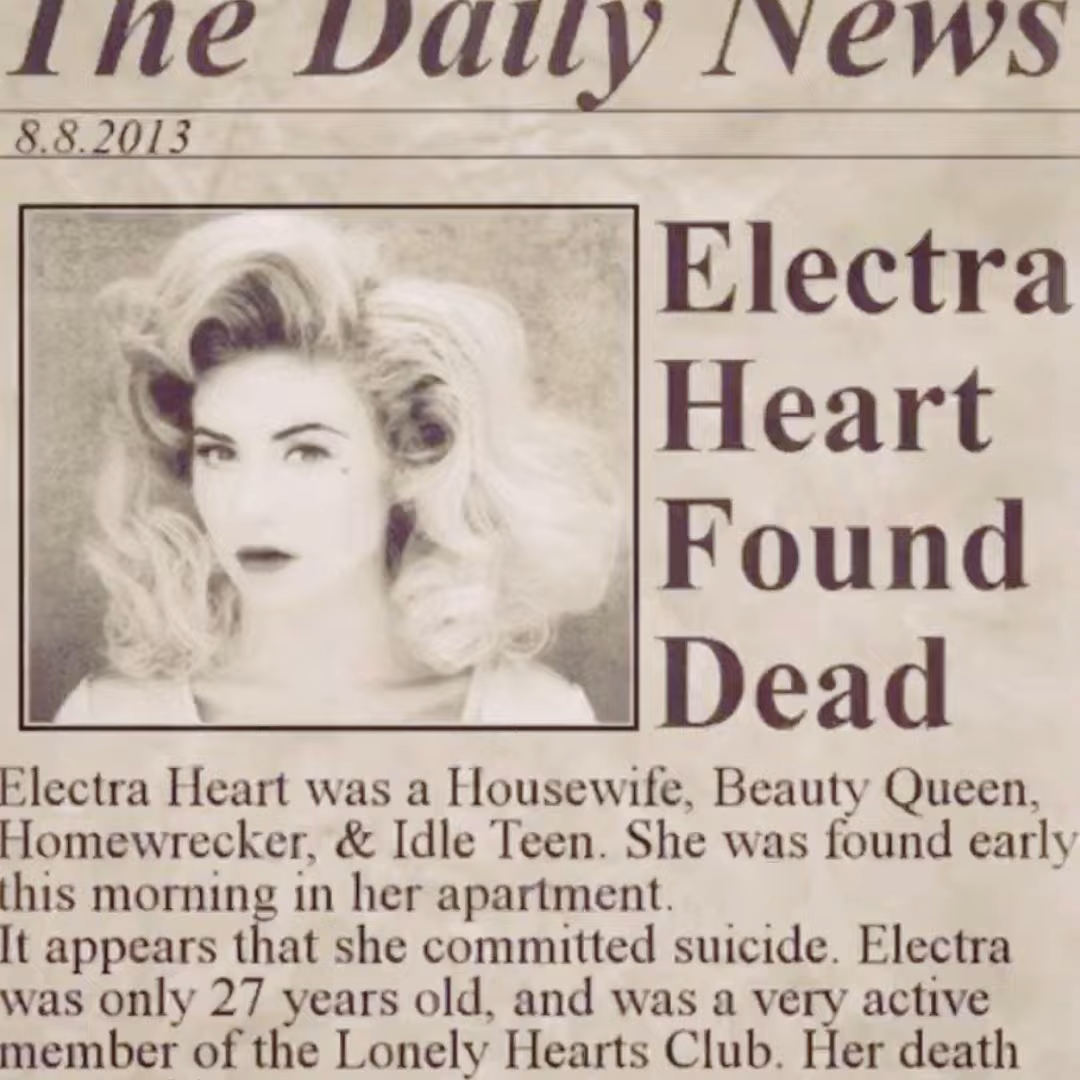 The Daily News
8.8.2013
Electra
Heart
Found
Dead
Electra Heart was a Housewife, Beauty Queen,
Homewrecker, & Idle Teen. She was found early
this morning in her apartment.
It appears that she committed suicide. Electra
was only 27 years old, and was a very active
member of the Lonely Hearts Club. Her death